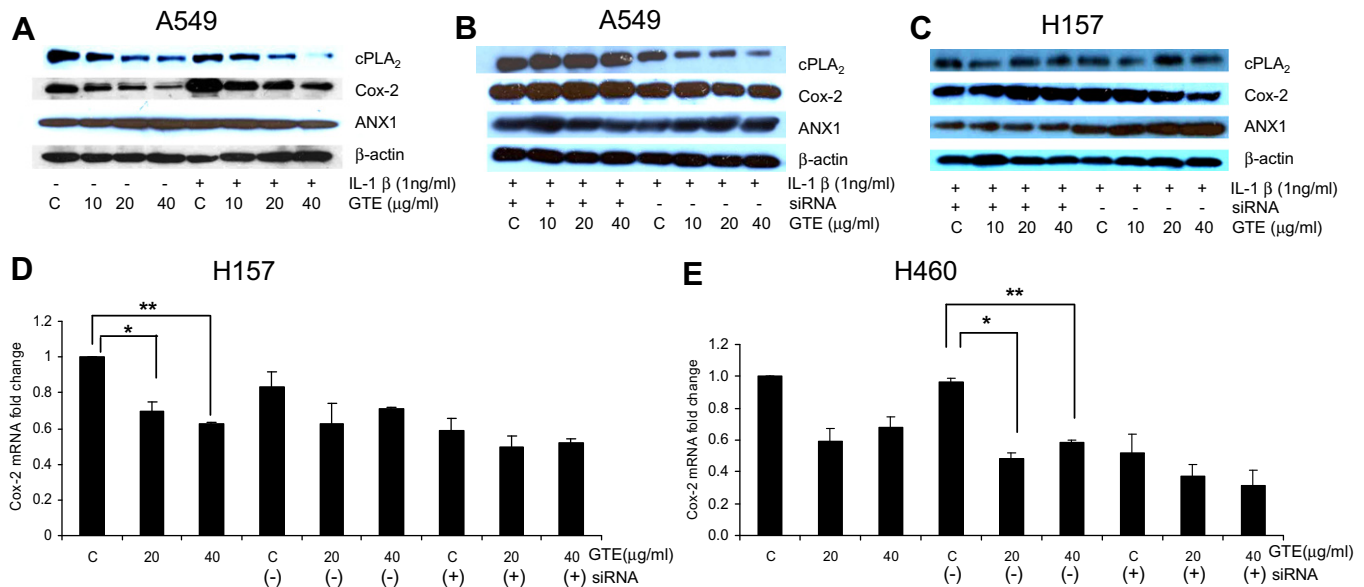 A
A549
cPLA2
Cox-2
ANX1
β-actin
- - - - + + + + IL-1 β (1ng/ml)
C 10 20 40 C 10 20 40 GTE (μg/ml)
B
A549
cPLA2
Cox-2
ANX1
β-actin
+ + + + + + + + IL-1 β (1ng/ml)
+ + + + - - - - siRNA
C 10 20 40 C 10 20 40 GTE (μg/ml)
C
H157
cPLA2
Cox-2
ANX1
β-actin
+ + + + + + + + IL-1 β (1ng/ml)
+ + + + - - - - siRNA
C 10 20 40 C 10 20 40 GTE (μg/ml)
D
H157
Cox-2 mRNA fold change
1.2
1
0.8
0.6
0.4
0.2
0
**
*
C 20 40 C 20 40 C 20 40 GTE(μg/ml)
(-) (-) (-) (+) (+) (+) siRNA
E
H460
Cox-2 mRNA fold change
1.2
1.0
0.8
0.6
0.4
0.2
0.0
**
*
C 20 40 C 20 40 C 20 40 GTE(μg/ml)
(-) (-) (-) (+) (+) (+) siRNA